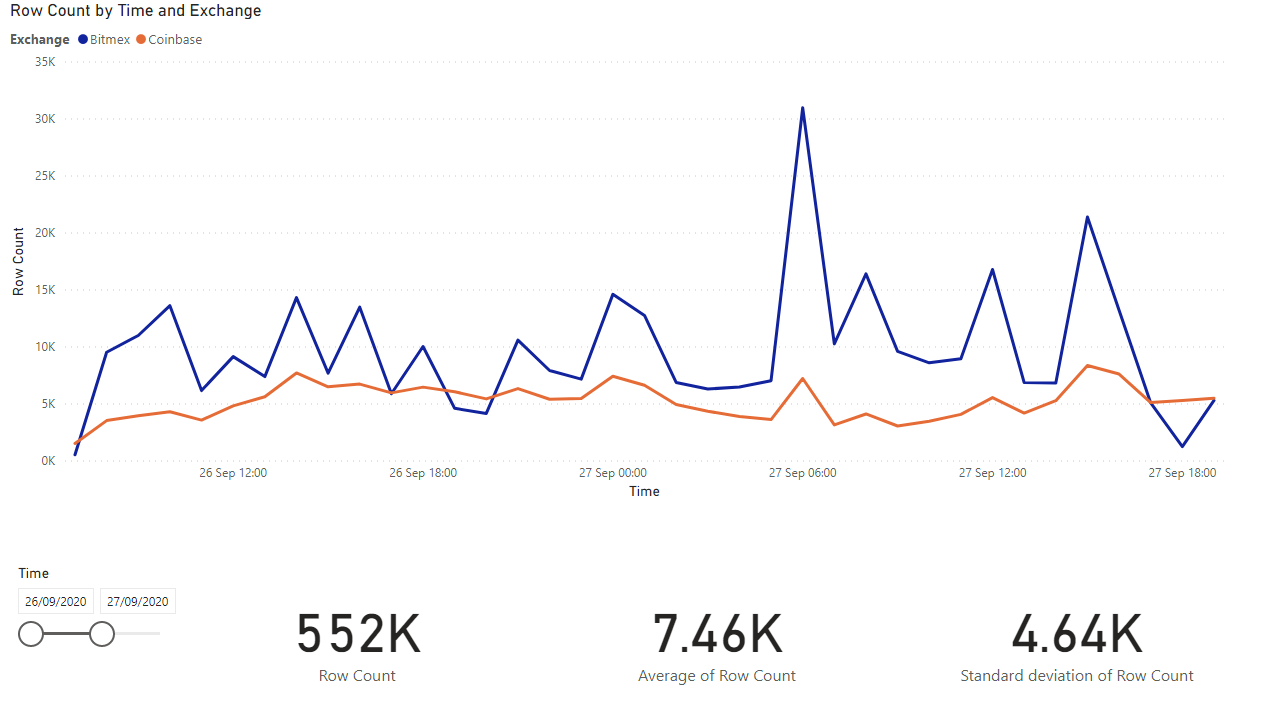 Row Count by Time and Exchange
Exchange Bitmex Coinbase
35K
30K
25K
20K
15K
10K
5K
0K
Row Count
26 Sep 12:00 26 Sep 18:00 27 Sep 00:00 27 Sep 06:00 27 Sep 12:00 27 Sep 18:00
Time
Time
26/09/2020 27/09/2020
552K 7.46K 4.64K
Row Count Average of Row Count Standard deviation of Row Count